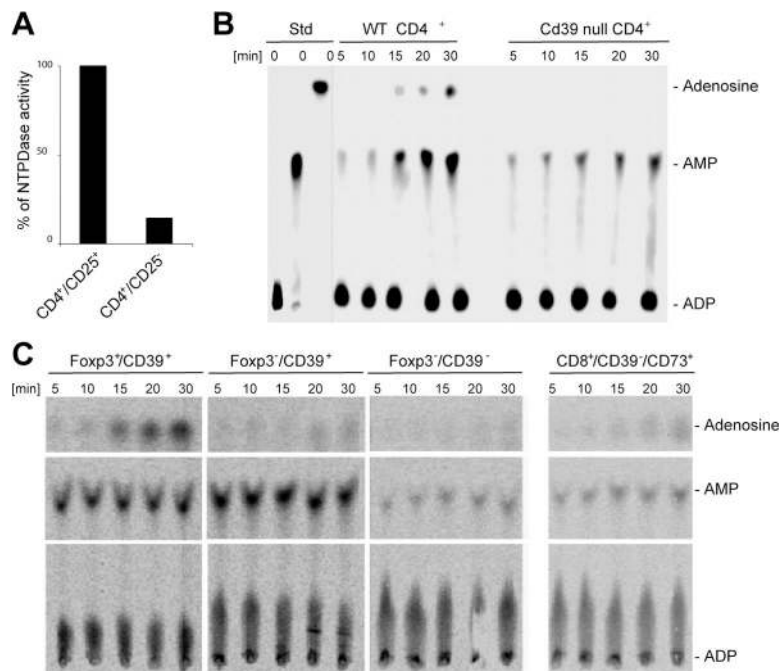 A
% of NTPDase activity
100
50
0
CD4+/CD25+
CD4+/CD25-
B
Std WT CD4 + Cd39 null CD4+
[min] 0 0 0 5 10 15 20 30 5 10 15 20 30
- Adenosine
- AMP
- ADP
C
Foxp3+/CD39+ Foxp3-/CD39+ Foxp3-/CD39- CD8+/CD39-/CD73+
[min] 5 10 15 20 30 5 10 15 20 30 5 10 15 20 30 5 10 15 20 30
- Adenosine
- AMP
- ADP